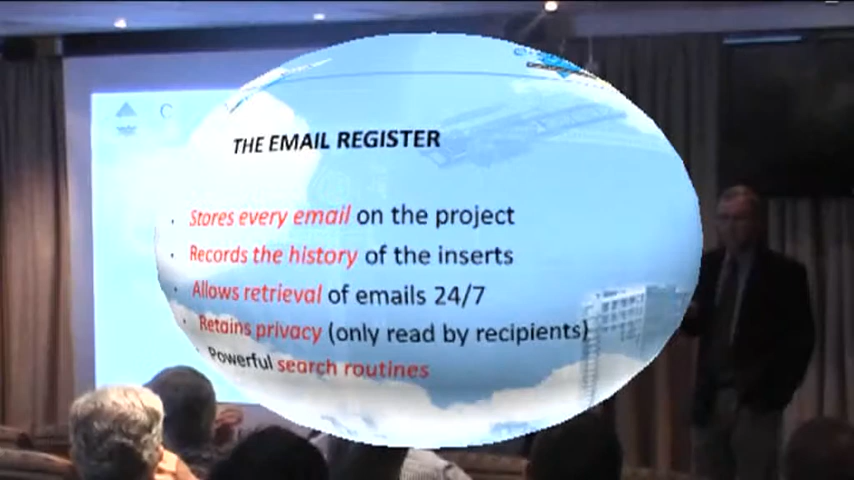 C
THE EMAIL REGISTER
· Stores every email on the project
· Records the history of the inserts
· Allows retrieval of emails 24/7
· Retains privacy (only read by recipients)
· Powerful search routines